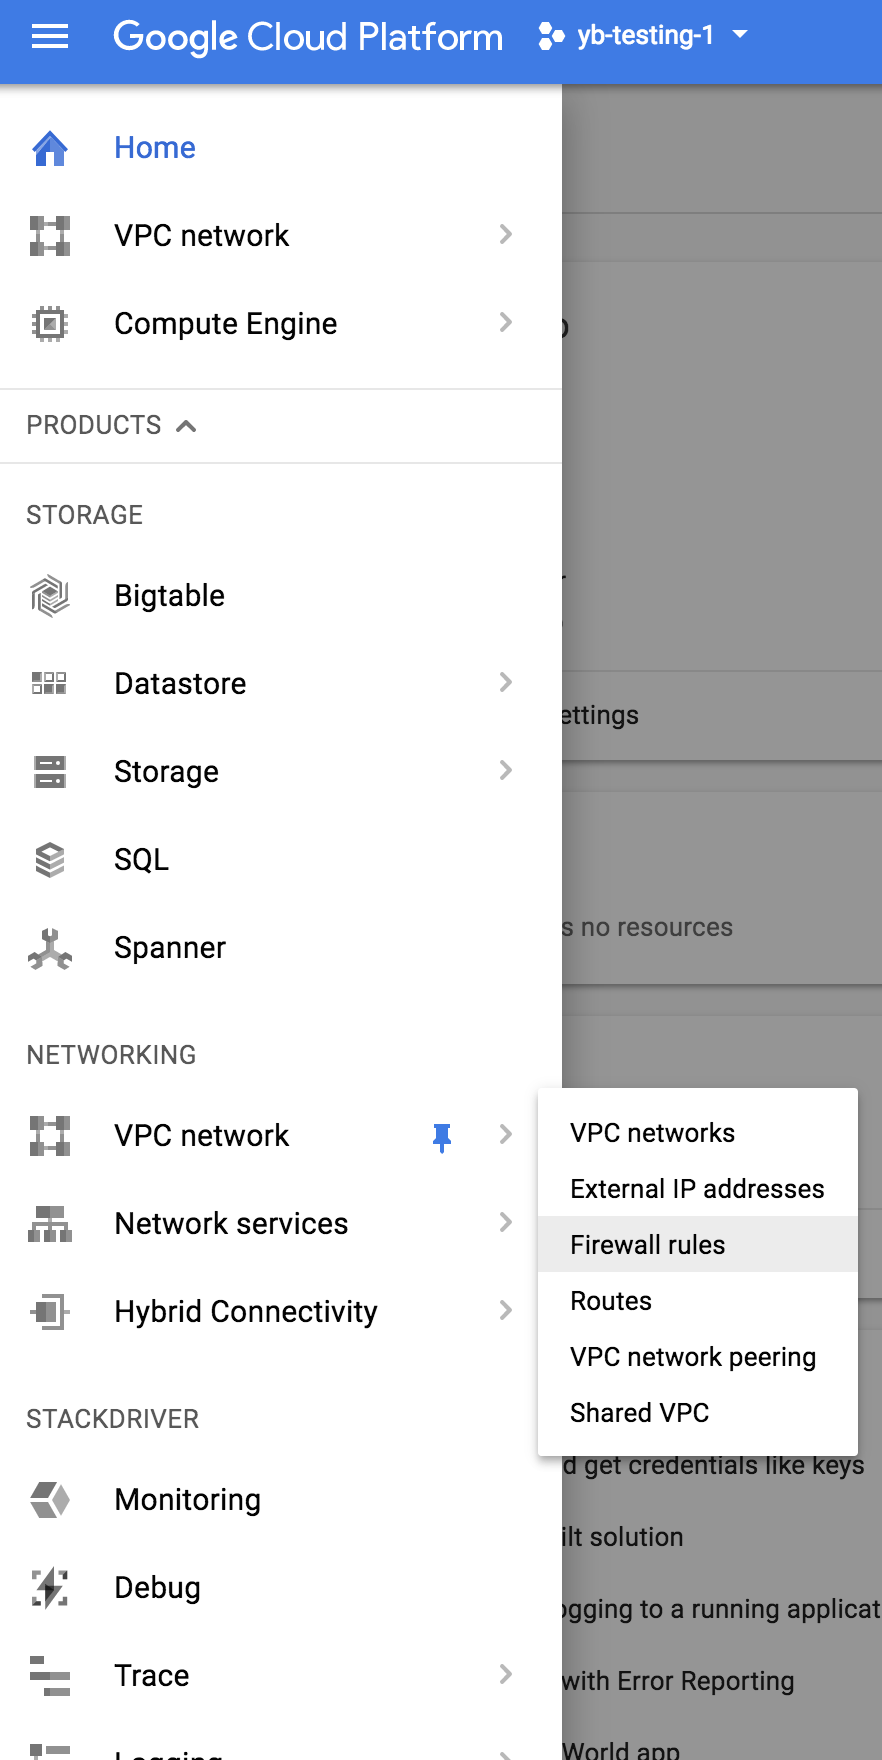 Google Cloud Platform yb-testing-1
Home
VPC network
Compute Engine
PRODUCTS
STORAGE
Bigtable
Datastore
Storage
SQL
Spanner
NETWORKING
VPC network
Network services
Hybrid Connectivity
STACKDRIVER
Monitoring
Debug
Trace
Logging
VPC networks
External IP addresses
Firewall rules
Routes
VPC network peering
Shared VPC
ettings
s no resources
d get credentials like keys
ilt solution
ogging to a running applicat
with Error Reporting
World app